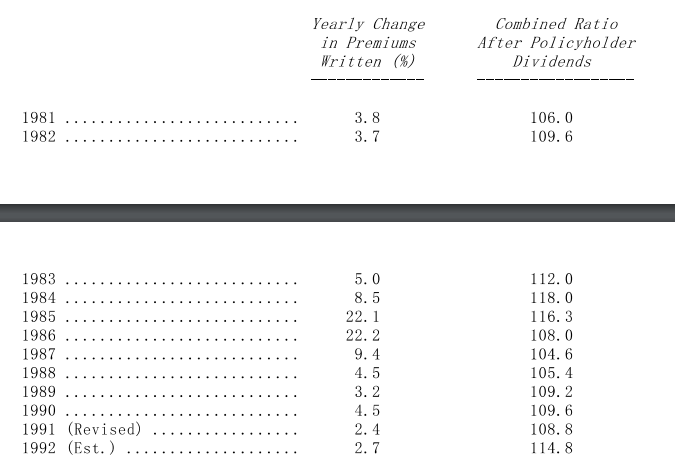 Yearly Change Combined Ratio
in Premiums After Policyholder
Written (%) Dividends
1981 ........................... 3.8 106.0
1982 ........................... 3.7 109.6
1983 ........................... 5.0 112.0
1984 ........................... 8.5 118.0
1985 ........................... 22.1 116.3
1986 ........................... 22.2 108.0
1987 ........................... 9.4 104.6
1988 ........................... 4.5 105.4
1989 ........................... 3.2 109.2
1990 ........................... 4.5 109.6
1991 (Revised) ................. 2.4 108.8
1992 (Est.) .................... 2.7 114.8